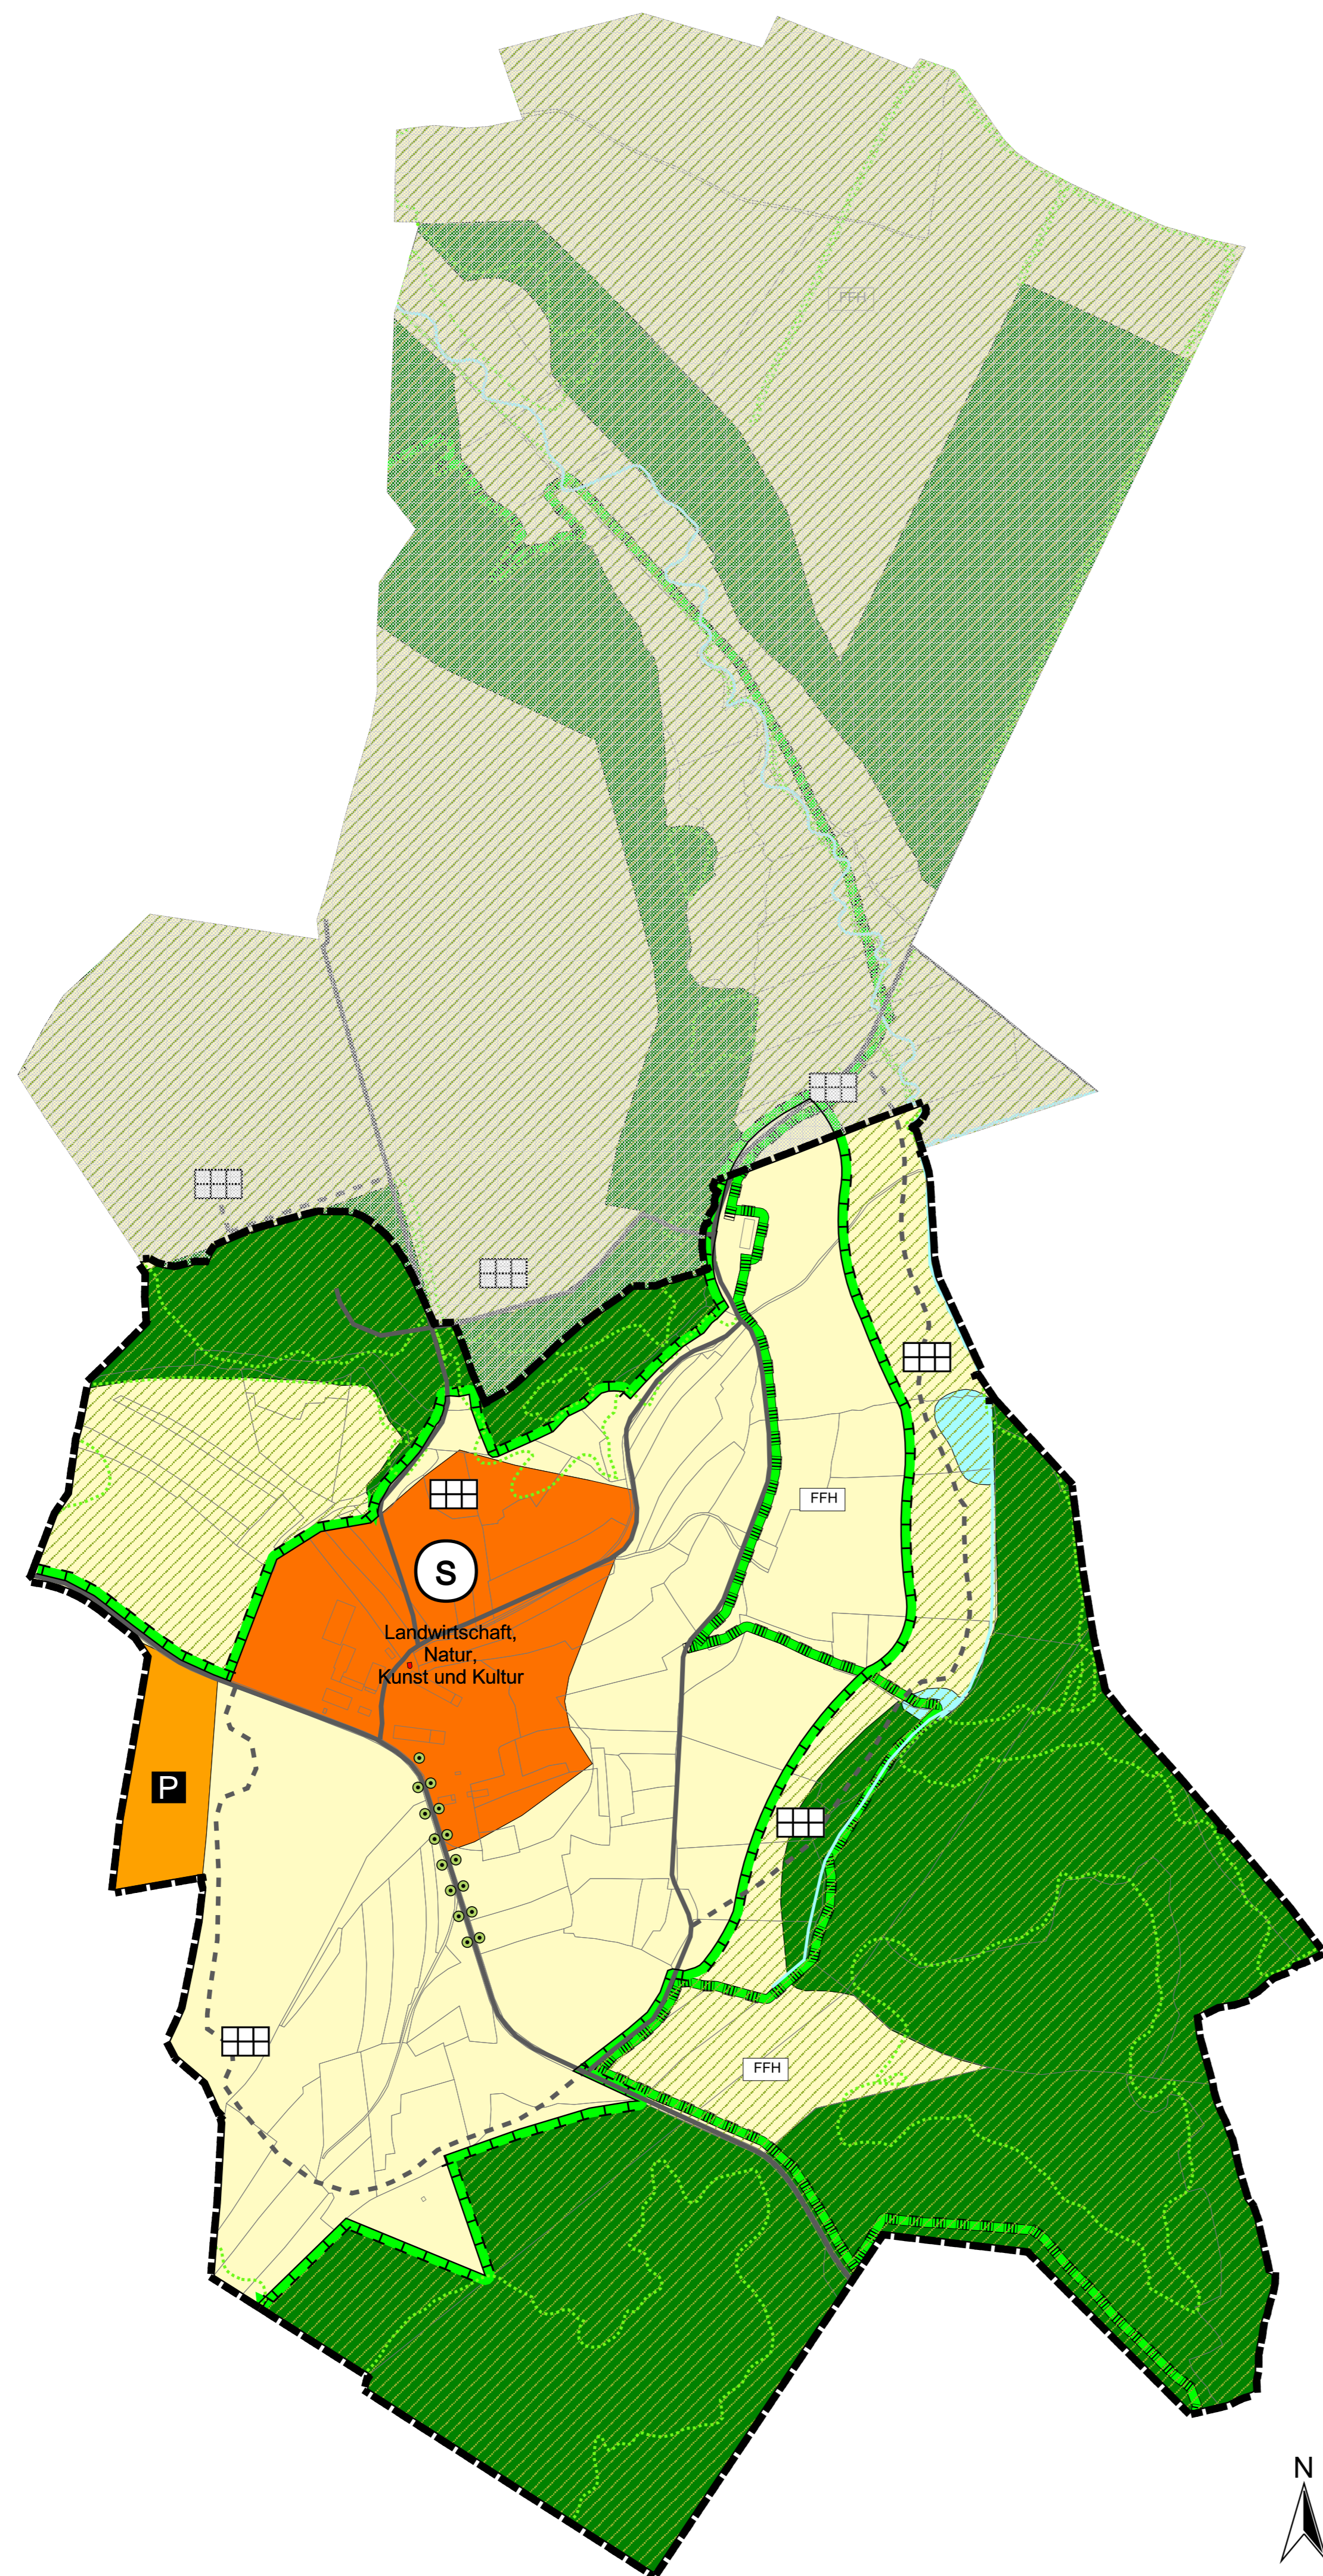 FFH
FFH
S
Landwirtschaft,
Natur,
Kunst und Kultur
P
FFH
N